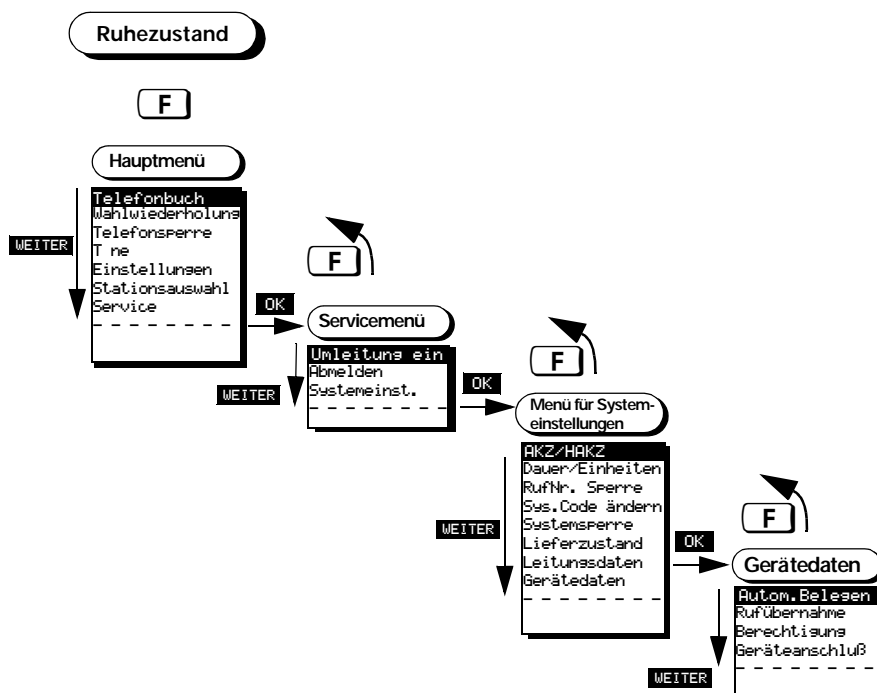 Ruhezustand
F
Hauptmenü
Telefonbuch
Wahlwiederholung
Telefonsperre
T ne
Einstellungen
Stationsauswahl
Service
- - - - - - - - -
WEITER
OK
F
Servicemenü
Umleitung ein
Abmelden
Systemeinst.
- - - - - - - - -
WEITER
OK
F
Menü für System-
einstellungen
AKZ/HAKZ
Dauer/Einheiten
RufNr. Sperre
Sys.Code ändern
Systemsperre
Lieferzustand
Leitungsdaten
Gerätedaten
- - - - - - - - -
WEITER
OK
F
Gerätedaten
Autom.Belegen
Rufübernahme
Berechtigung
Geräteanschluß
- - - - - - - - -
WEITER